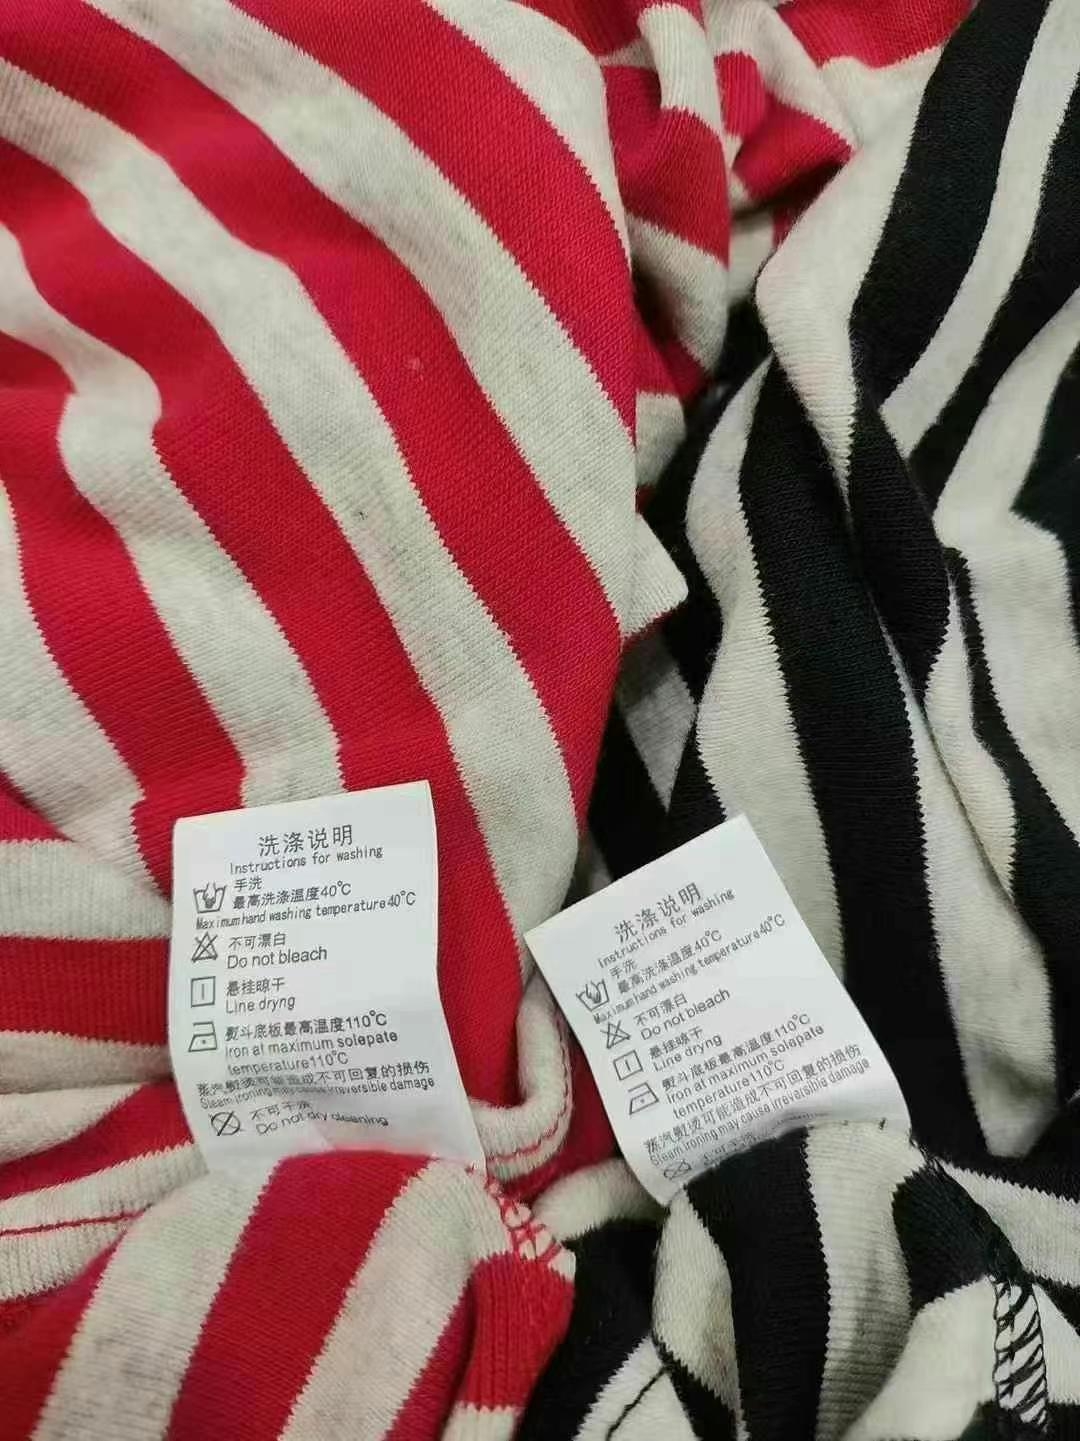 洗涤说明
Instructions for washing
手洗
最高洗涤温度40℃
Maximum hand washing temperature 40℃
不可漂白
Do not bleach
悬挂晾干
Line dryng
熨斗底板最高温度110℃
Iron at maximum solepate
temperature110℃
蒸汽熨烫可能造成不可回复的损伤
Steam ironing may cause irreversible damage
不可干洗
Do not dry cleaning
洗涤说明
Instructions for washing
手洗
最高洗涤温度40℃
Maximum hand washing temperature 40℃
不可漂白
Do not bleach
悬挂晾干
Line dryng
熨斗底板最高温度110℃
Iron at maximum solepate
temperature110℃
蒸汽熨烫可能造成不可回复的损伤
Steam ironing may cause irreversible damage